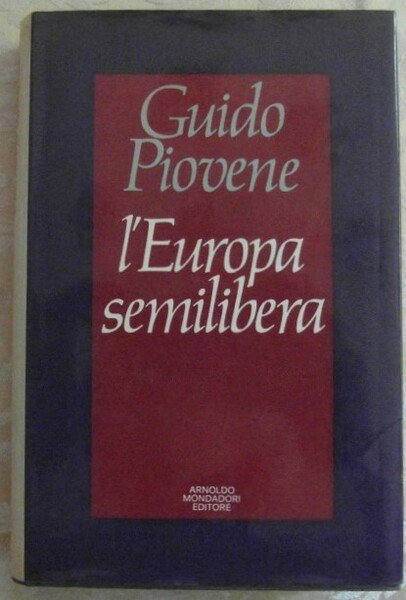 Guido
Piovene
l'Europa
semilibera
ARNOLDO
MONDADORI
EDITORE